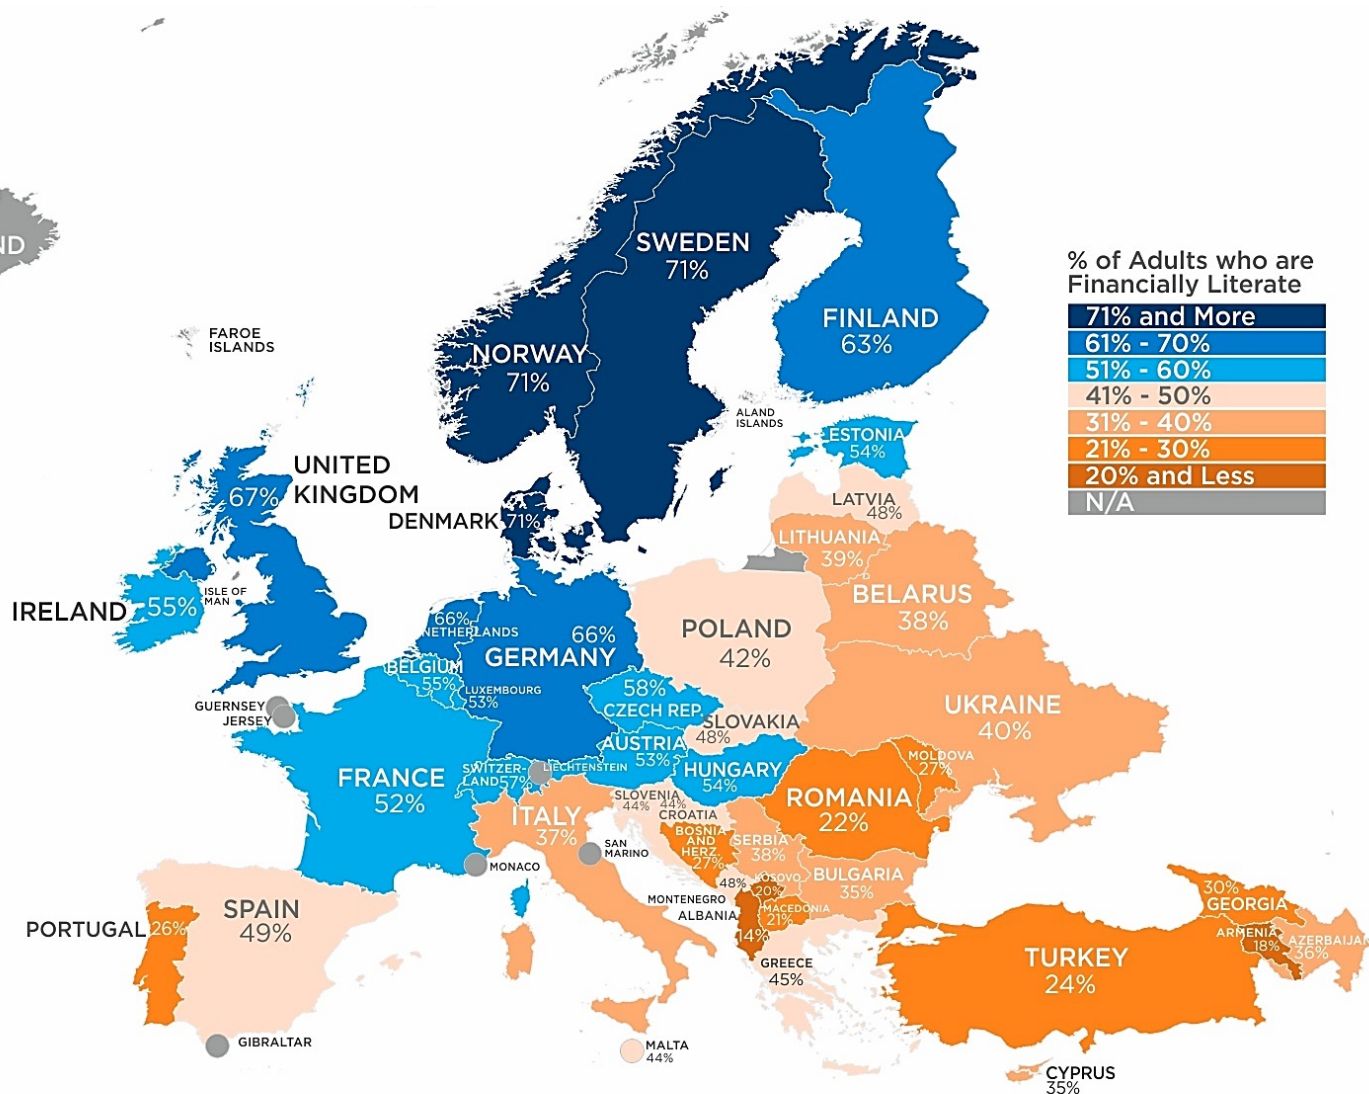 ND
FAROE
ISLANDS
SWEDEN
71%
NORWAY
71%
FINLAND
63%
% of Adults who are
Financially Literate
71% and More
61% - 70%
51% - 60%
41% - 50%
31% - 40%
21% - 30%
20% and Less
N/A
ALAND
ISLANDS
ESTONIA
54%
LATVIA
48%
LITHUANIA
39%
BELARUS
38%
UNITED
KINGDOM
67%
DENMARK 71%
IRELAND 55%
ISLE OF
MAN
66%
NETHERLANDS
66%
GERMANY
POLAND
42%
BELGIUM
55%
LUXEMBOURG
53%
58%
CZECH REP.
GUERNSEY
JERSEY
SLOVAKIA
48%
UKRAINE
40%
AUSTRIA
53%
HUNGARY
54%
MOLDOVA
27%
FRANCE
52%
SWITZER-
LAND 57%
LIECHTENSTEIN
ITALY
37%
SLOVENIA
44%
44%
CROATIA
ROMANIA
22%
BOSNIA
AND
HERZ.
27%
SERBIA
38%
SAN
MARINO
MONACO
BULGARIA
35%
48%
MONTENEGRO
KOSOVO
20%
ALBANIA
14%
MACEDONIA
21%
PORTUGAL 26%
SPAIN
49%
GREECE
45%
30%
GEORGIA
ARMENIA
18%
AZERBAIJAN
36%
TURKEY
24%
GIBRALTAR
MALTA
44%
CYPRUS
35%